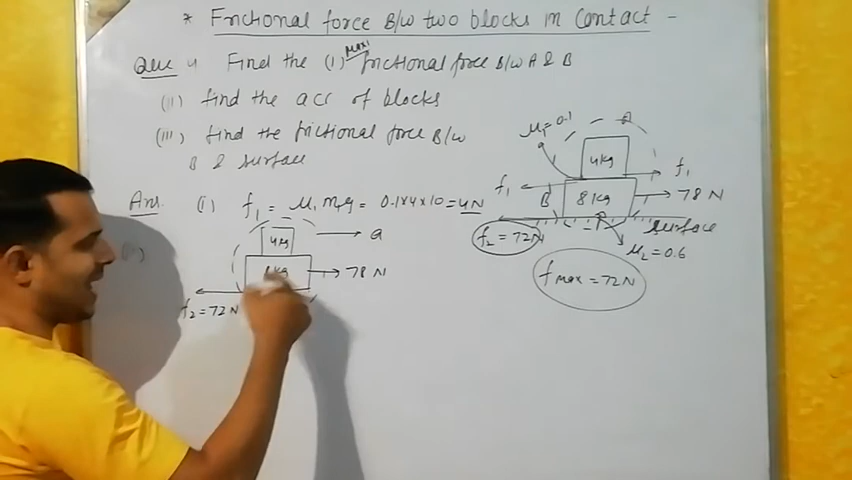 * Frictional force B/W two blocks in contact -
Que 4 Find the (I) max frictional force B/w A & B
(II) find the acc of blocks
(III) find the frictional force B/w
B & surface
Ans. (I) f1 = μ1 m1g = 0.1×4×10 = 4N
4kg
a
78 N
f2 = 72 N
μ1=0.1
A
4kg
f1
f1
B
8kg
78 N
f2 = 72N
surface
μ2 = 0.6
fmax = 72N